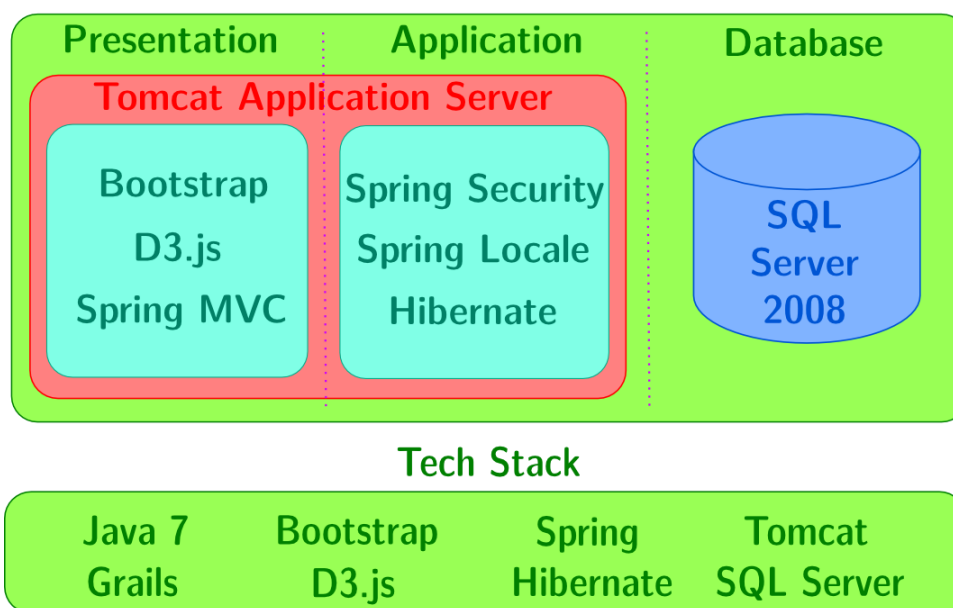 Presentation
Application
Database
Tomcat Application Server
Bootstrap
D3.js
Spring MVC
Spring Security
Spring Locale
Hibernate
SQL
Server
2008
Tech Stack
Java 7
Grails
Bootstrap
D3.js
Spring
Hibernate
Tomcat
SQL Server